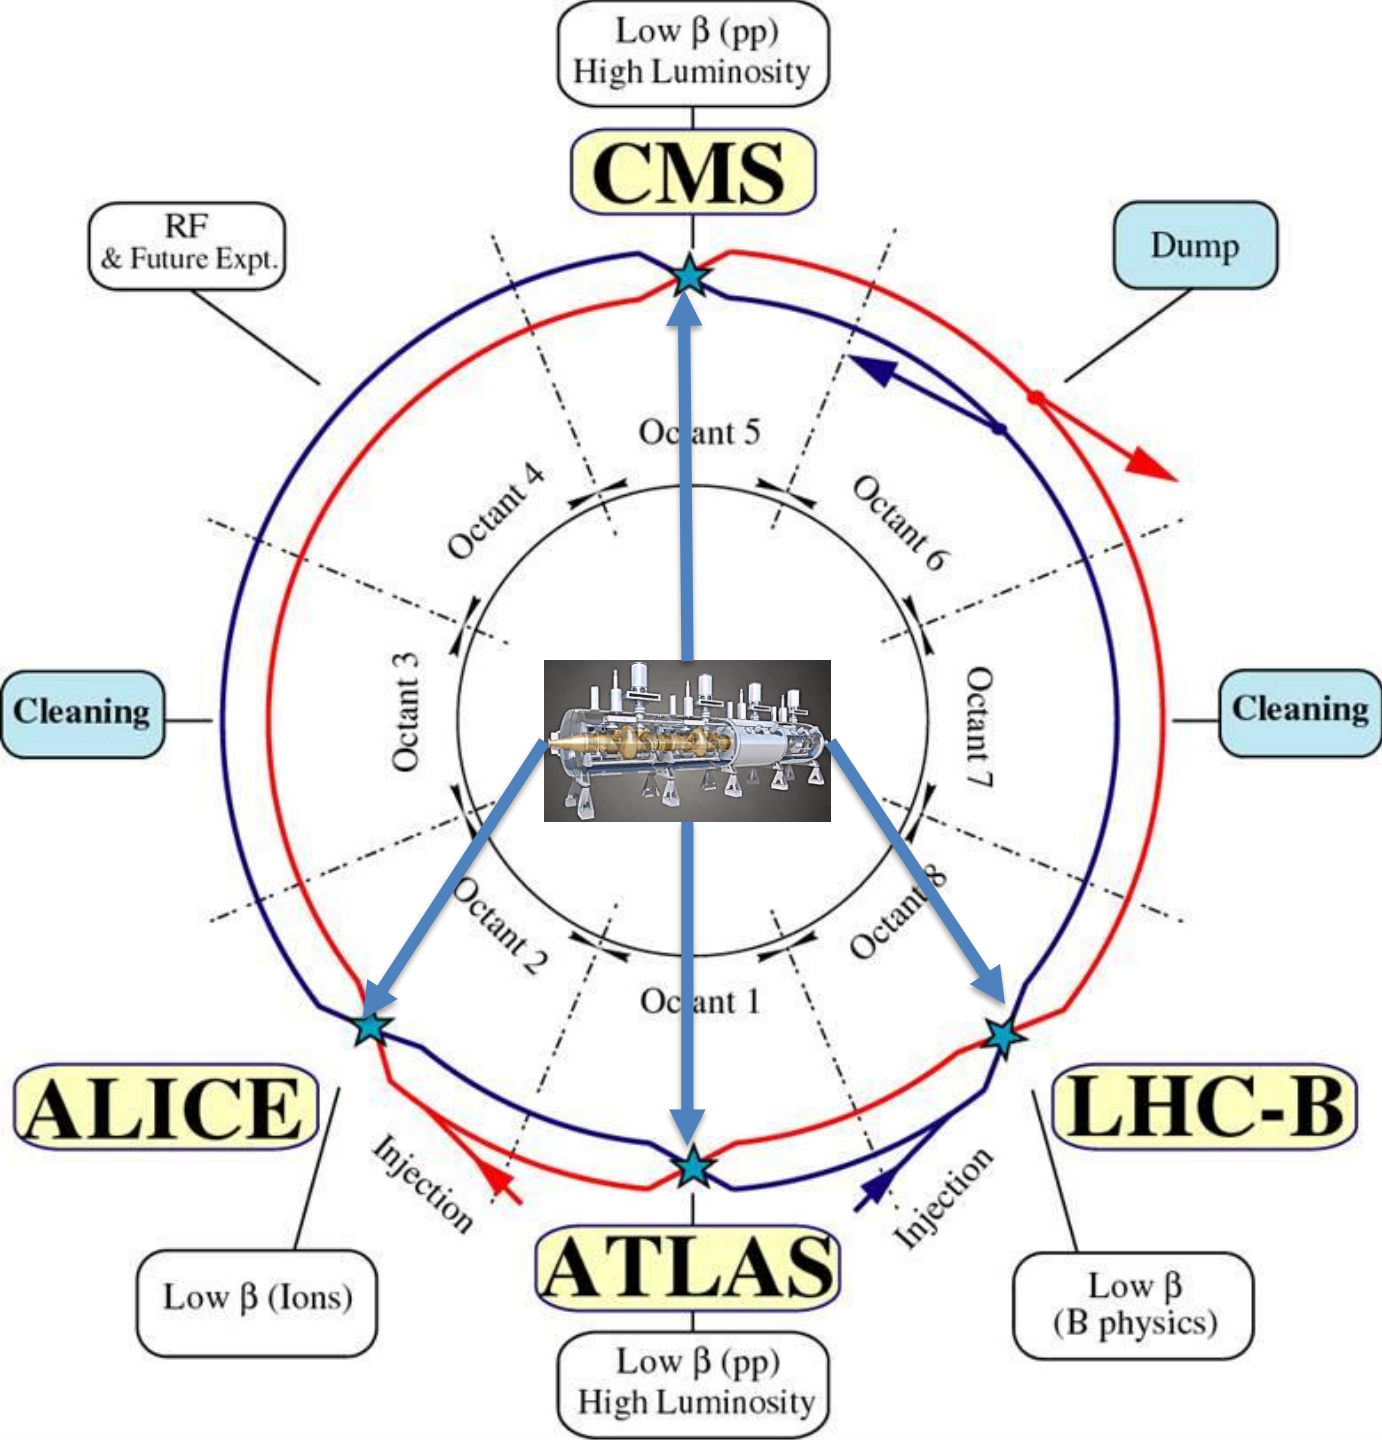 Low β (pp)
High Luminosity
CMS
RF
& Future Expt.
Dump
Octant 5
Octant 4
Octant 6
Cleaning
Octant 3
Octant 7
Cleaning
Octant 2
Octant 8
Octant 1
ALICE
LHC-B
Injection
Injection
ATLAS
Low β (Ions)
Low β
(B physics)
Low β (pp)
High Luminosity